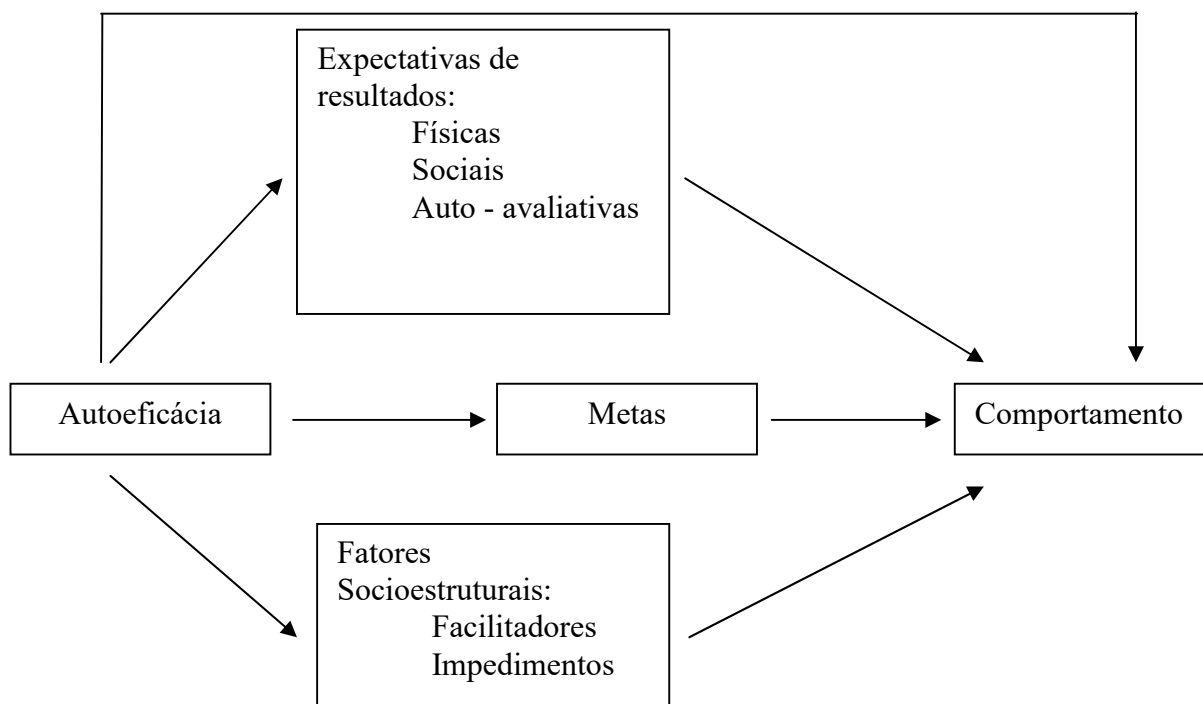 Expectativas de
resultados:
Físicas
Sociais
Auto - avaliativas
Autoeficácia
Metas
Comportamento
Fatores
Socioestruturais:
Facilitadores
Impedimentos